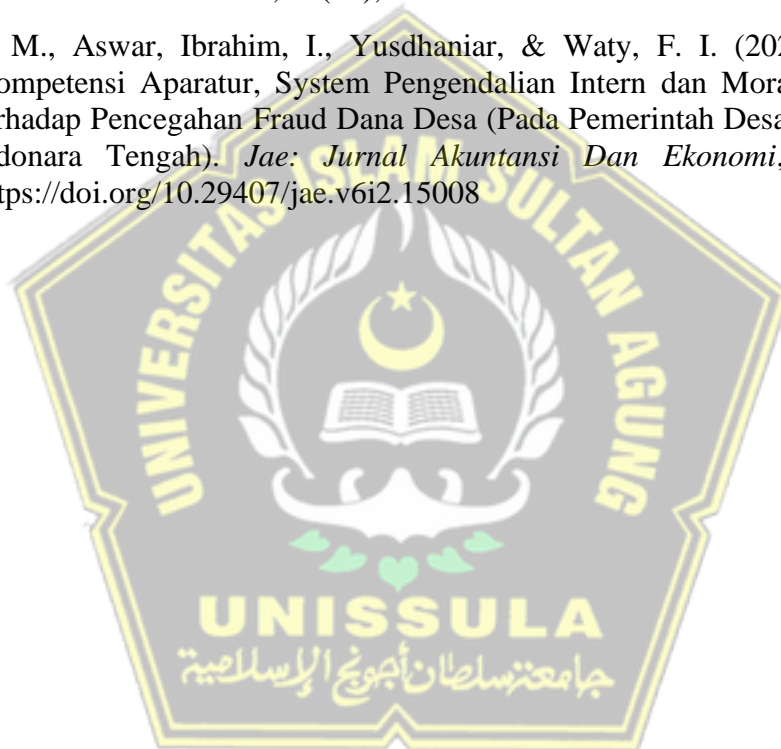 M., Aswar, Ibrahim, I., Yusdhaniar, & Waty, F. I. (202
ompetensi Aparatur, System Pengendalian Intern dan Mora
rhadap Pencegahan Fraud Dana Desa (Pada Pemerintah Desa
donara Tengah). Jae: Jurnal Akuntansi Dan Ekonomi,
tps://doi.org/10.29407/jae.v6i2.15008
UNIVERSITAS ISLAM SULTAN AGUNG
UNISSULA
جامعة سلطان أجونج الإسلامية